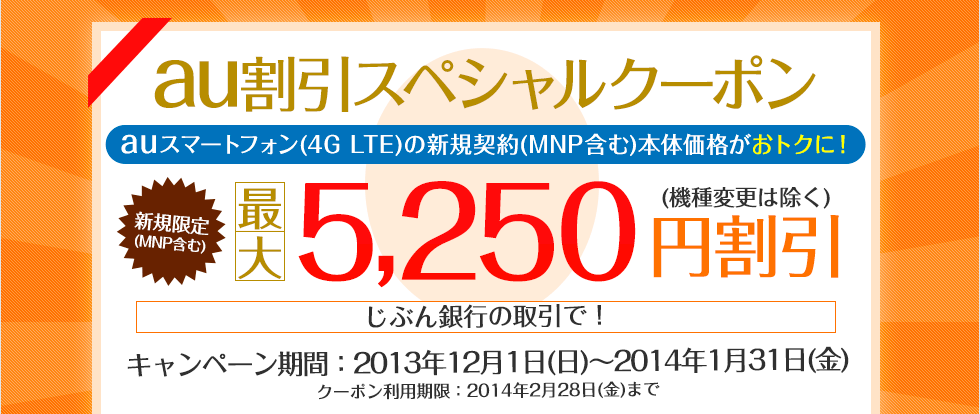 au割引スペシャルクーポン
auスマートフォン(4G LTE)の新規契約(MNP含む)本体価格がおトクに！
新規限定
(MNP含む)
最大
5,250
(機種変更は除く)
円割引
じぶん銀行の取引で！
キャンペーン期間：2013年12月1日(日)～2014年1月31日(金)
クーポン利用期限：2014年2月28日(金)まで